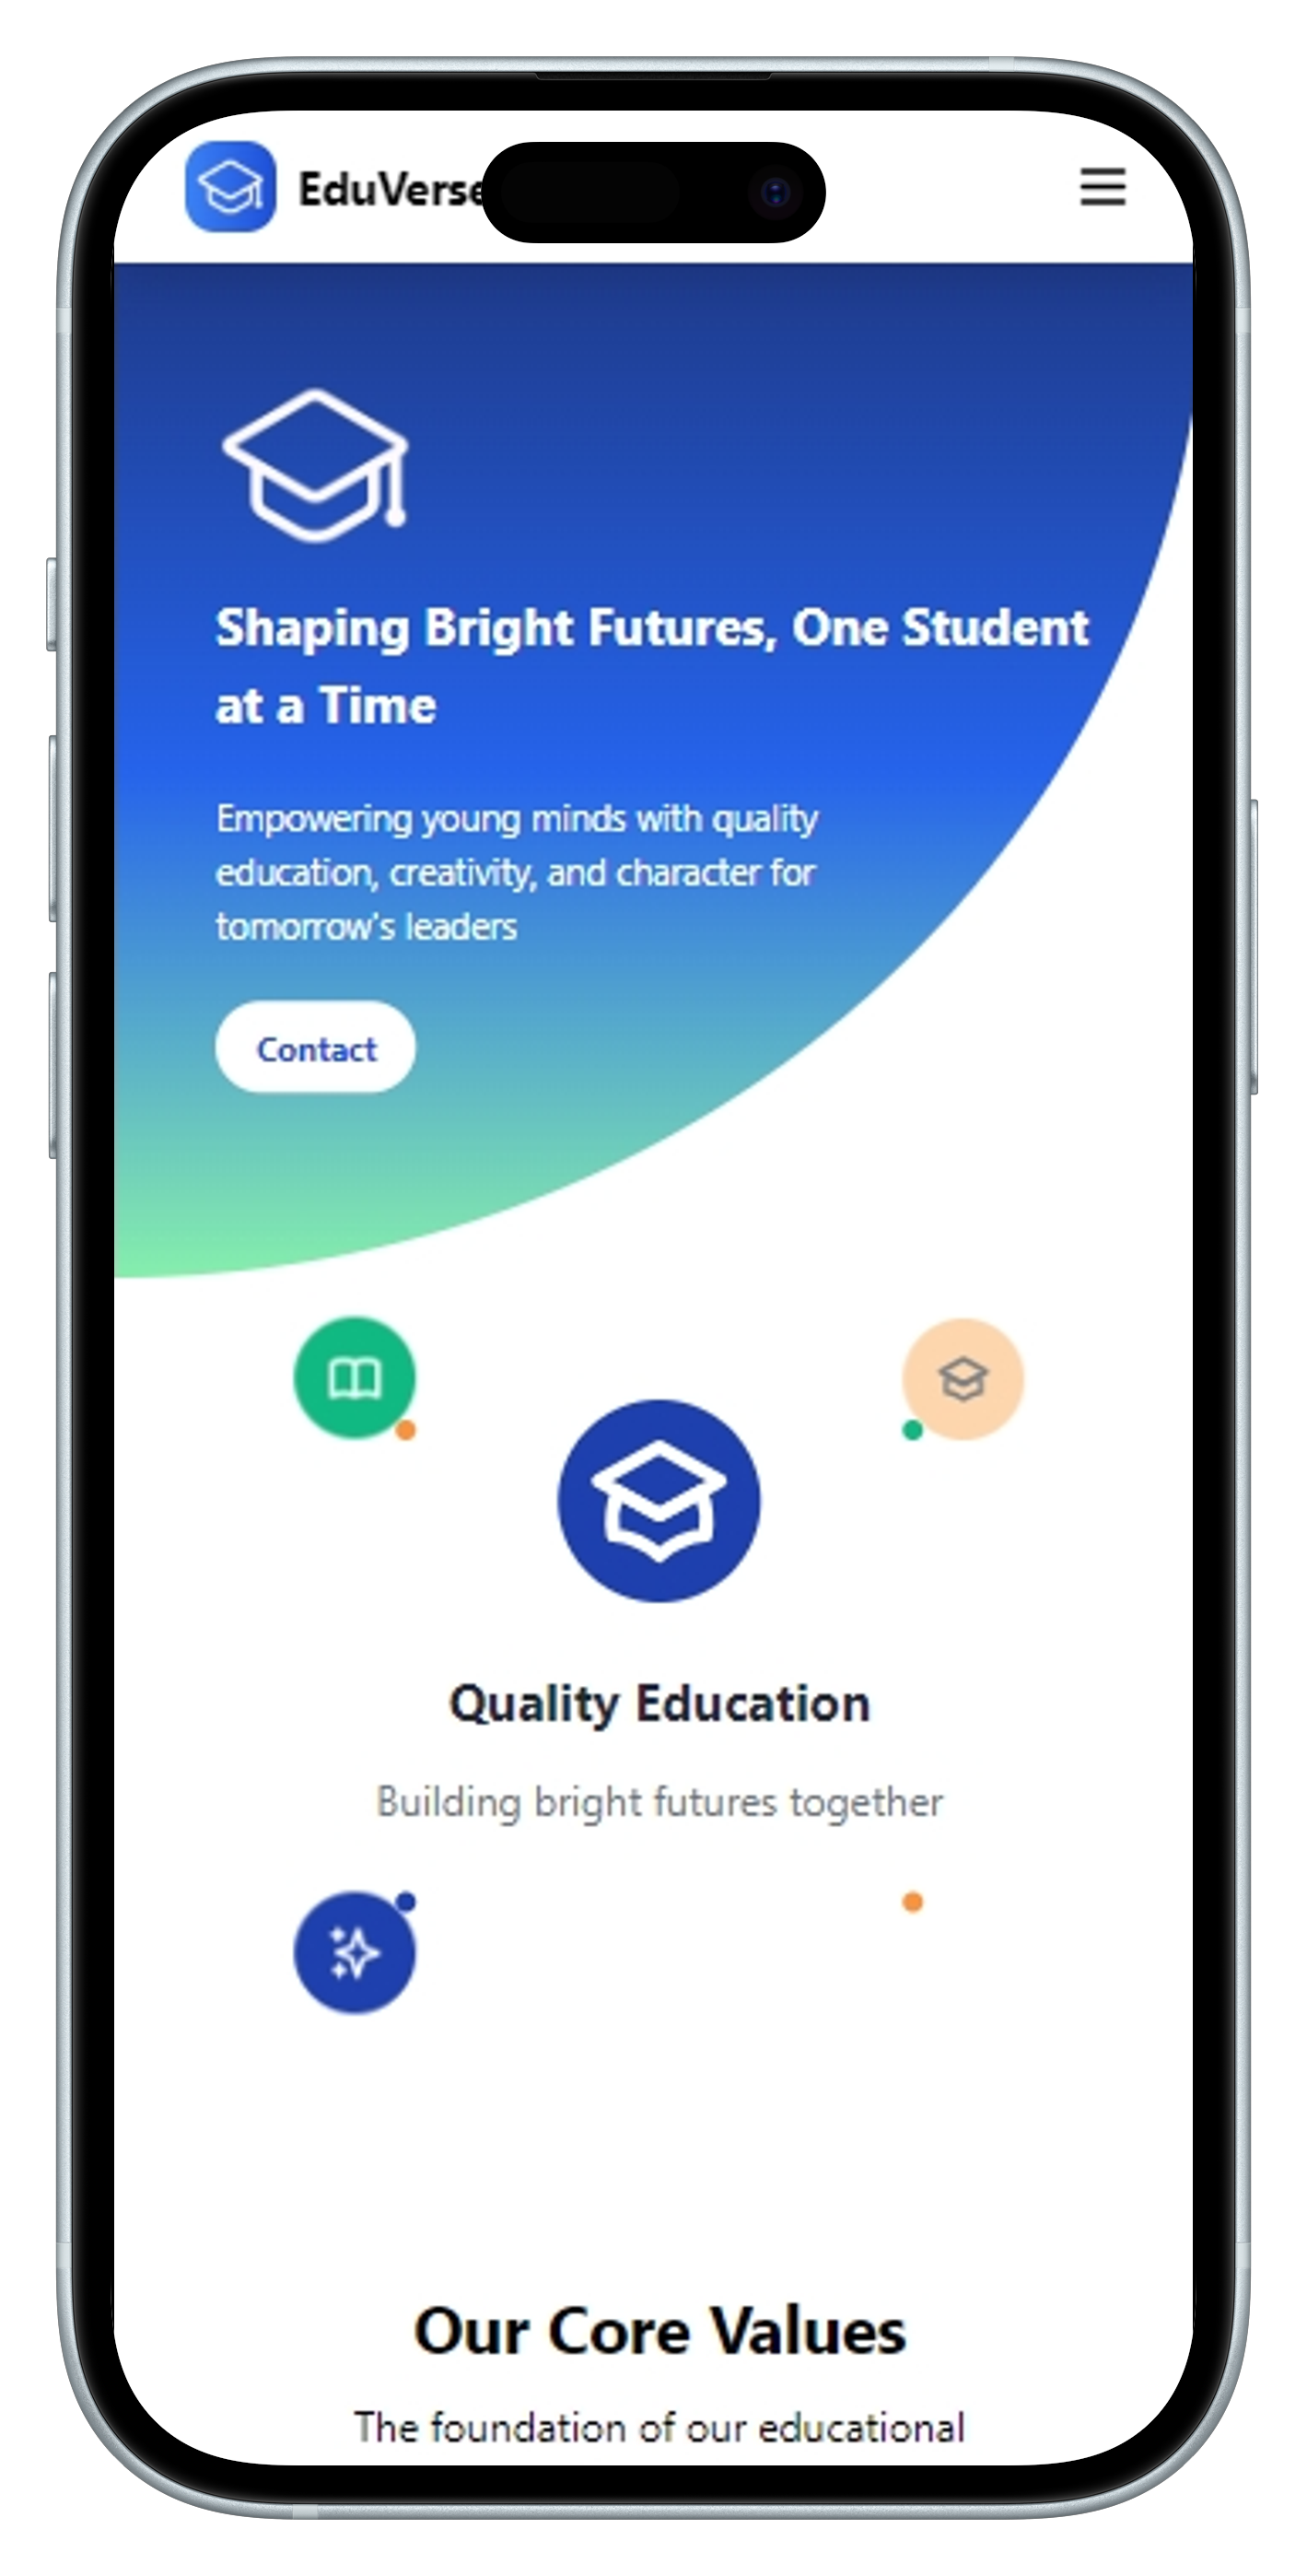 EduVerse
Shaping Bright Futures, One Student
at a Time
Empowering young minds with quality
education, creativity, and character for
tomorrow's leaders
Contact
Quality Education
Building bright futures together
Our Core Values
The foundation of our educational